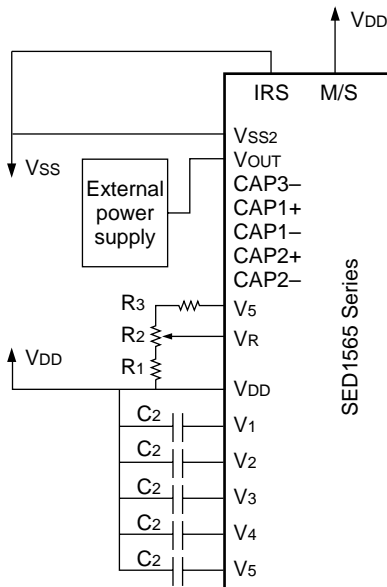 VDD
IRS M/S
VSS2
VSS
VOUT
External
power
supply
CAP3–
CAP1+
CAP1–
CAP2+
CAP2–
R3
V5
R2
VR
R1
VDD
VDD
C2
V1
C2
V2
C2
V3
C2
V4
C2
V5
SED1565 Series